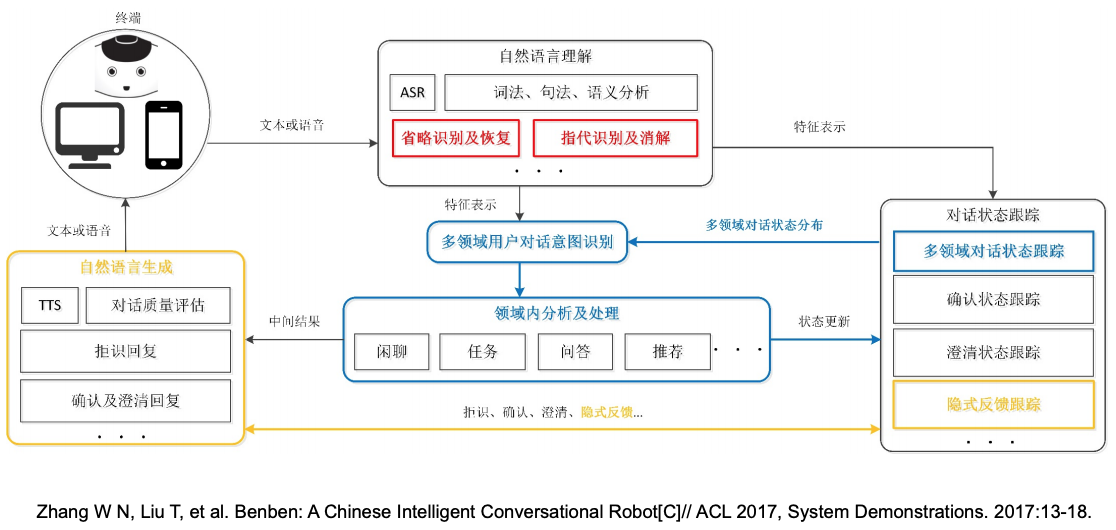 终端
自然语言理解
ASR
词法、句法、语义分析
省略识别及恢复
指代识别及消解
· · ·
文本或语音
特征表示
特征表示
对话状态跟踪
多领域对话状态跟踪
确认状态跟踪
澄清状态跟踪
隐式反馈跟踪
· · ·
多领域用户对话意图识别
多领域对话状态分布
文本或语音
自然语言生成
TTS
对话质量评估
拒识回复
确认及澄清回复
· · ·
中间结果
领域内分析及处理
闲聊
任务
问答
推荐
· · ·
状态更新
拒识、确认、澄清、隐式反馈...
Zhang W N, Liu T, et al. Benben: A Chinese Intelligent Conversational Robot[C]// ACL 2017, System Demonstrations. 2017:13-18.